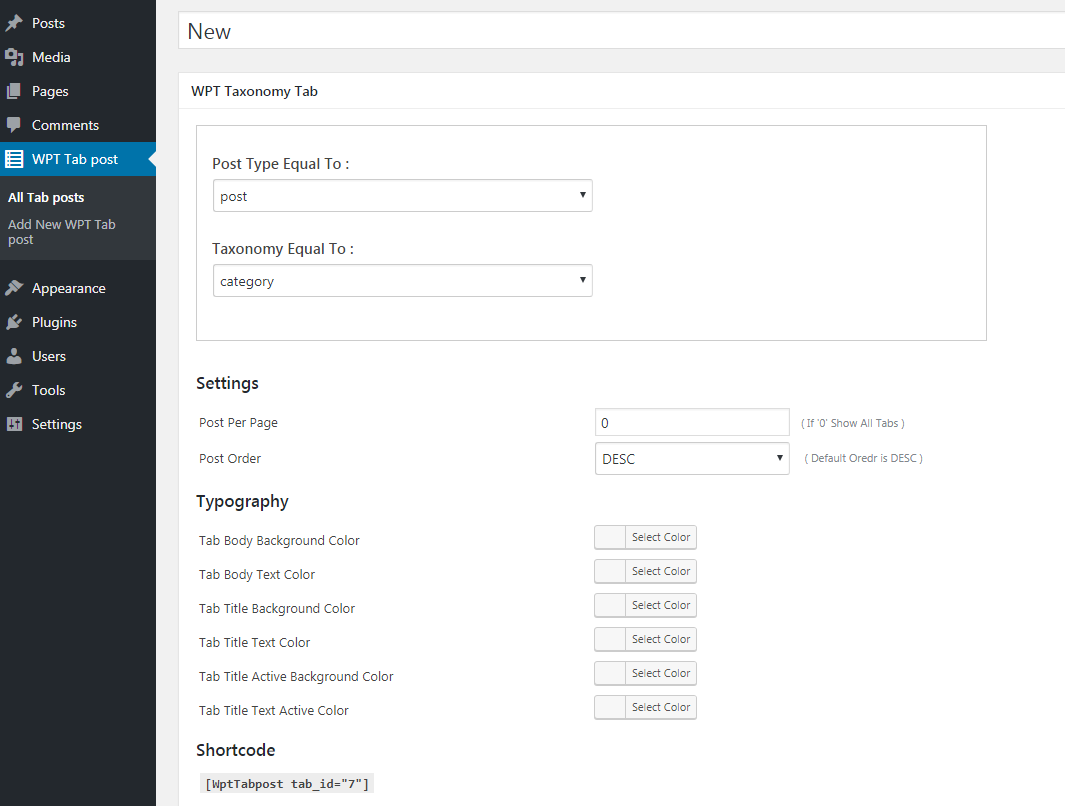 Posts
Media
Pages
Comments
WPT Tab post
All Tab posts
Add New WPT Tab
post
Appearance
Plugins
Users
Tools
Settings
New
WPT Taxonomy Tab
Post Type Equal To :
post
Taxonomy Equal To :
category
Settings
Post Per Page 0 ( If '0' Show All Tabs )
Post Order DESC ( Default Oredr is DESC )
Typography
Tab Body Background Color Select Color
Tab Body Text Color Select Color
Tab Title Background Color Select Color
Tab Title Text Color Select Color
Tab Title Active Background Color Select Color
Tab Title Text Active Color Select Color
Shortcode
[WptTabpost tab_id="7"]